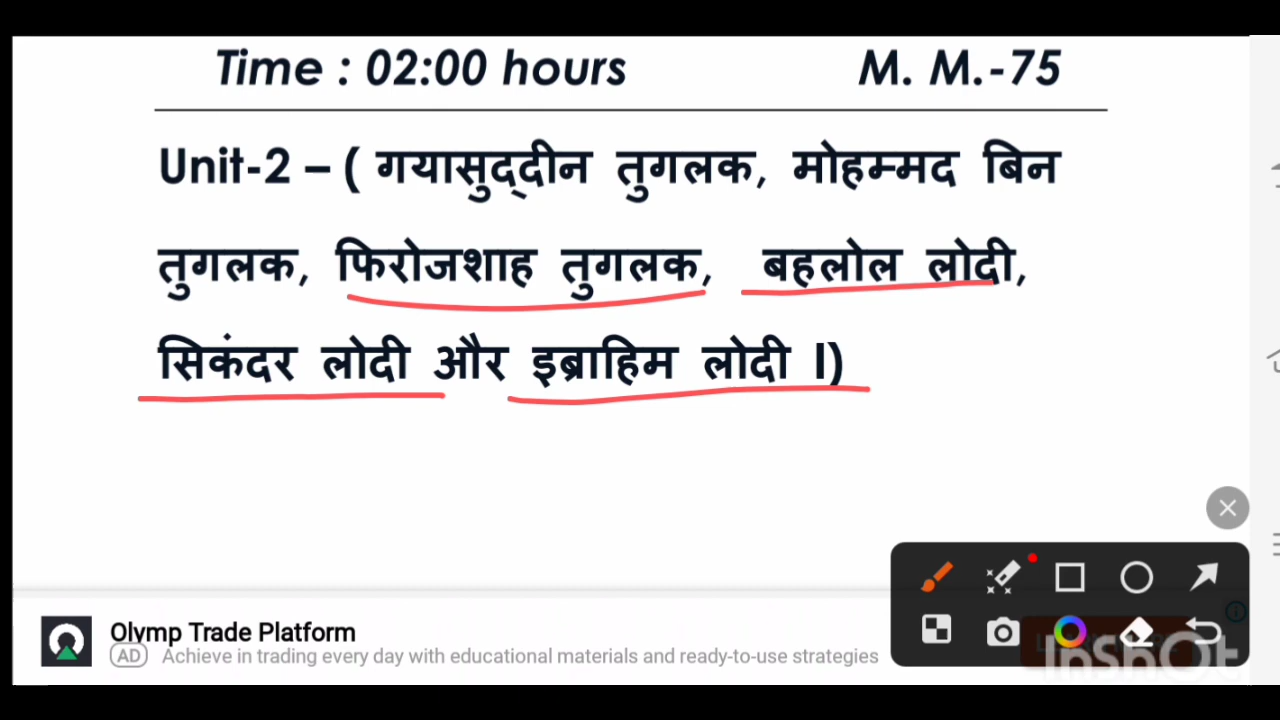 Time : 02:00 hours M. M.-75
Unit-2 – ( गयासुद्‌दीन तुगलक, मोहम्मद बिन
तुगलक, फिरोजशाह तुगलक, बहलोल लोदी,
सिकंदर लोदी और इब्राहिम लोदी I)
Olymp Trade Platform
AD Achieve in trading every day with educational materials and ready-to-use strategies
InShOt